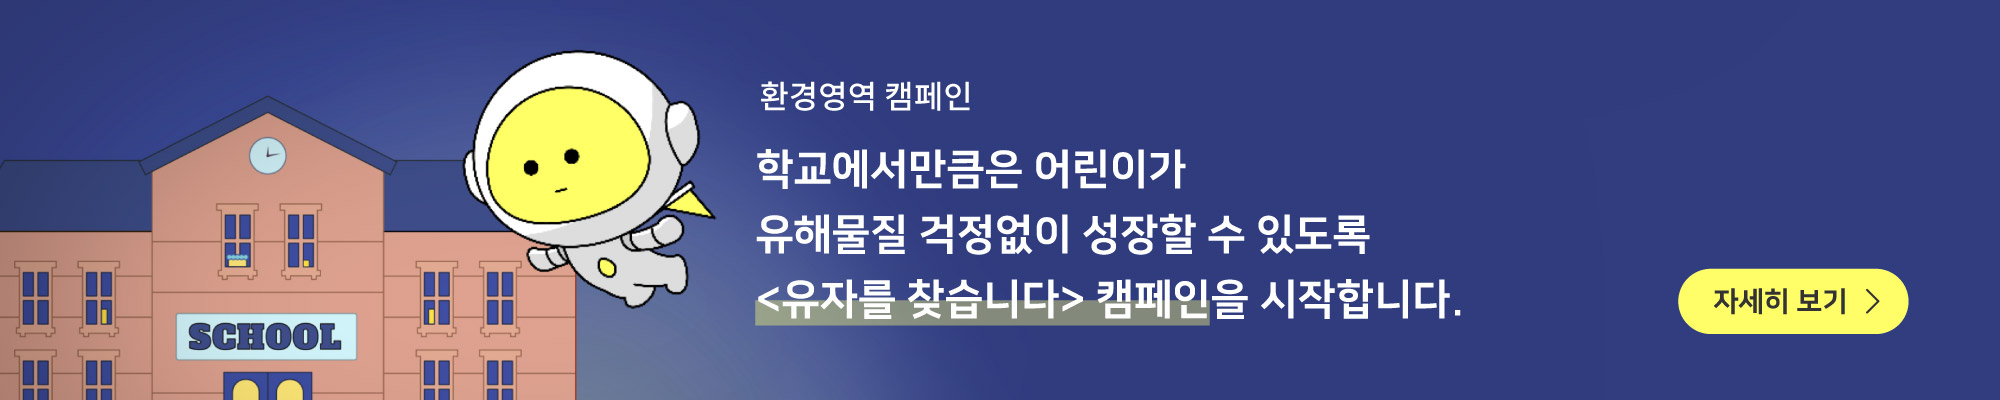 환경영역 캠페인
학교에서만큼은 어린이가
유해물질 걱정없이 성장할 수 있도록
<유자를 찾습니다> 캠페인을 시작합니다.
자세히 보기
SCHOOL